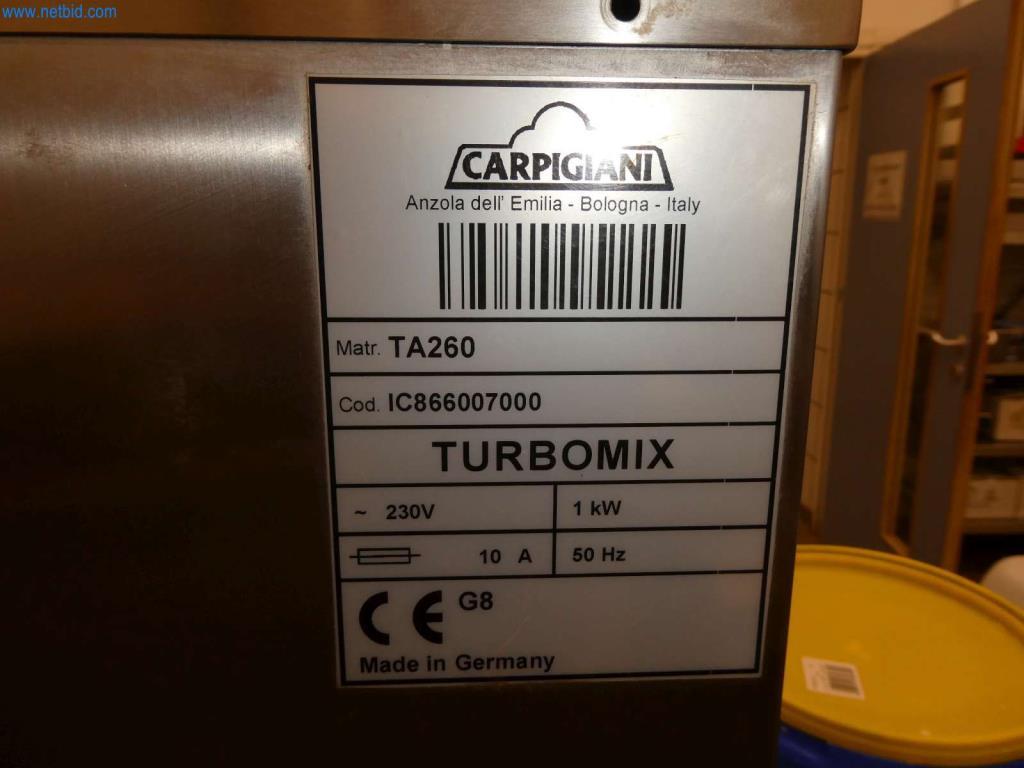 www.netbid.com
CARPIGIANI
Anzola dell' Emilia - Bologna - Italy
Matr. TA260
Cod. IC866007000
TURBOMIX
~ 230V 1 kW
10 A 50 Hz
CE G8
Made in Germany